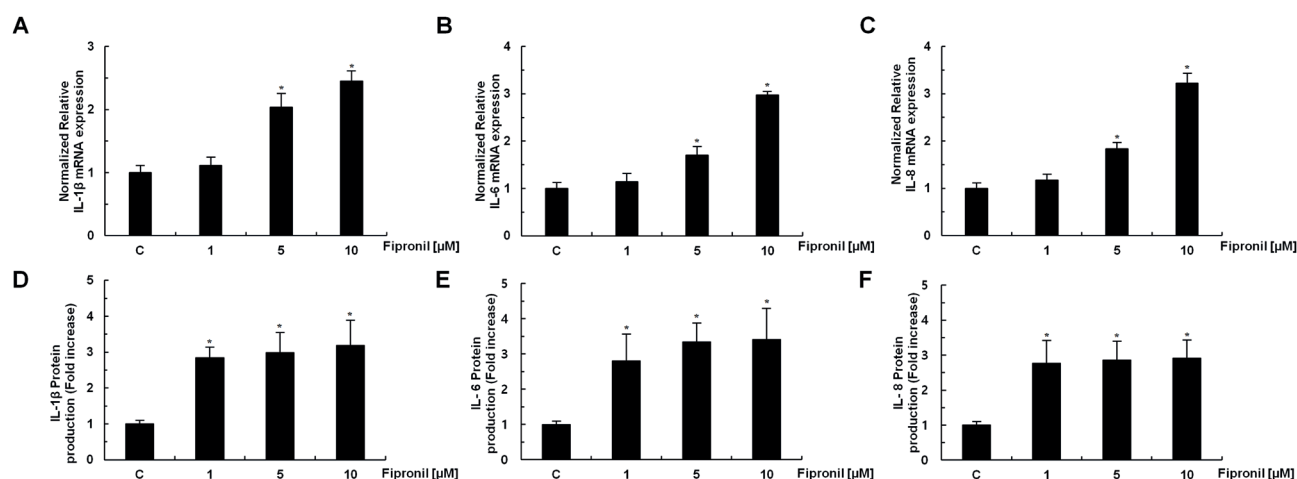 A
Normalized Relative
IL-1β mRNA expression
3
2
1
0
*
*
C 1 5 10 Fipronil [µM]
B
Normalized Relative
IL-6 mRNA expression
4
3
2
1
0
*
*
C 1 5 10 Fipronil [µM]
C
Normalized Relative
IL-8 mRNA expression
4
3
2
1
0
*
*
C 1 5 10 Fipronil [µM]
D
IL-1β Protein
production (Fold increase)
5
4
3
2
1
0
*
*
*
C 1 5 10 Fipronil [µM]
E
IL- 6 Protein
production (Fold increase)
5
4
3
2
1
0
*
*
*
C 1 5 10 Fipronil [µM]
F
IL- 8 Protein
production (Fold increase)
5
4
3
2
1
0
*
*
*
C 1 5 10 Fipronil [µM]